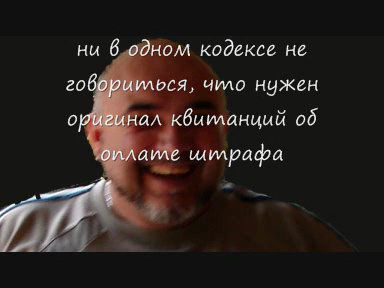 ни в одном кодексе не
говориться, что нужен
оригинал квитанций об
оплате штрафа